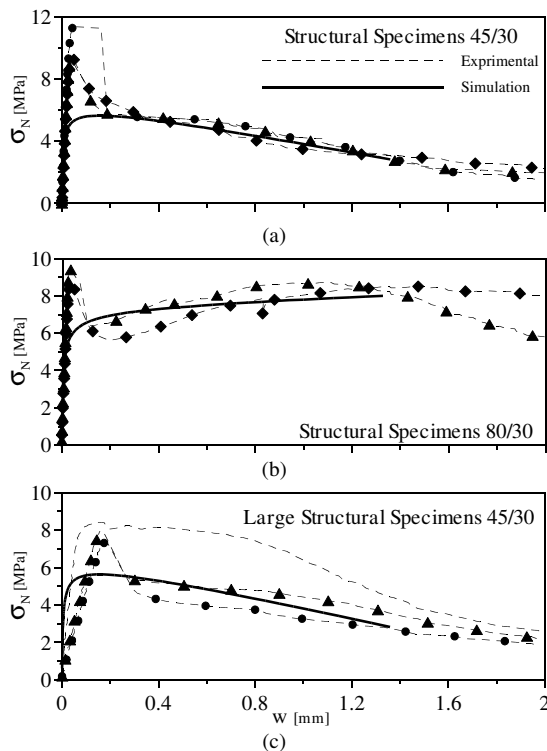 12
Structural Specimens 45/30
Exprimental
Simulation
8
σN [MPa]
4
0
(a)
10
8
6
σN [MPa]
4
2
0
Structural Specimens 80/30
(b)
10
Large Structural Specimens 45/30
8
6
σN [MPa]
4
2
0
0 0.4 0.8 1.2 1.6 2
w [mm]
(c)